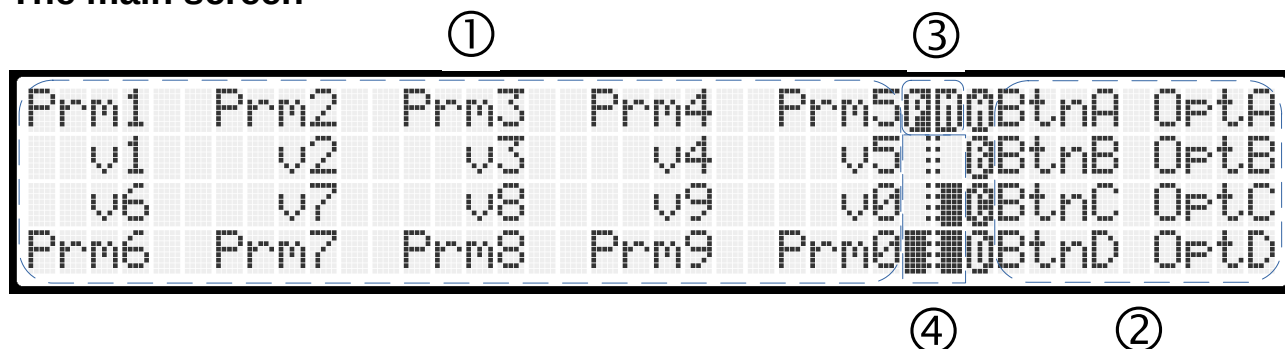 The main screen
① ③
Prm1 Prm2 Prm3 Prm4 Prm5 BtnA OptA
v1 v2 v3 v4 v5 BtnB OptB
v6 v7 v8 v9 v0 BtnC OptC
Prm6 Prm7 Prm8 Prm9 Prm0 BtnD OptD
④ ②